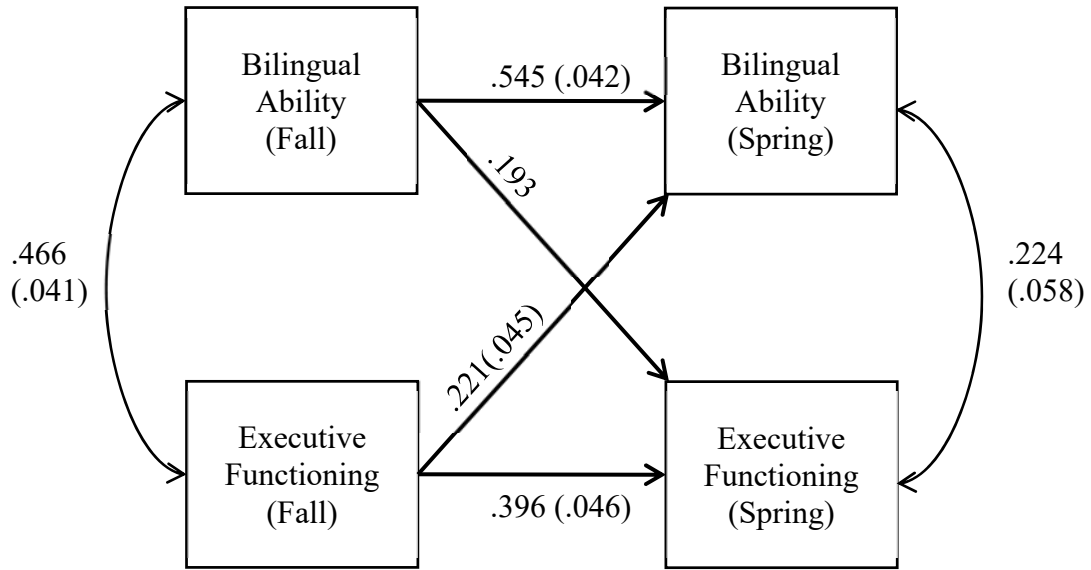 Bilingual
Ability
(Fall)
.545 (.042)
Bilingual
Ability
(Spring)
.193
.466
(.041)
.224
(.058)
.221(.045)
Executive
Functioning
(Fall)
.396 (.046)
Executive
Functioning
(Spring)